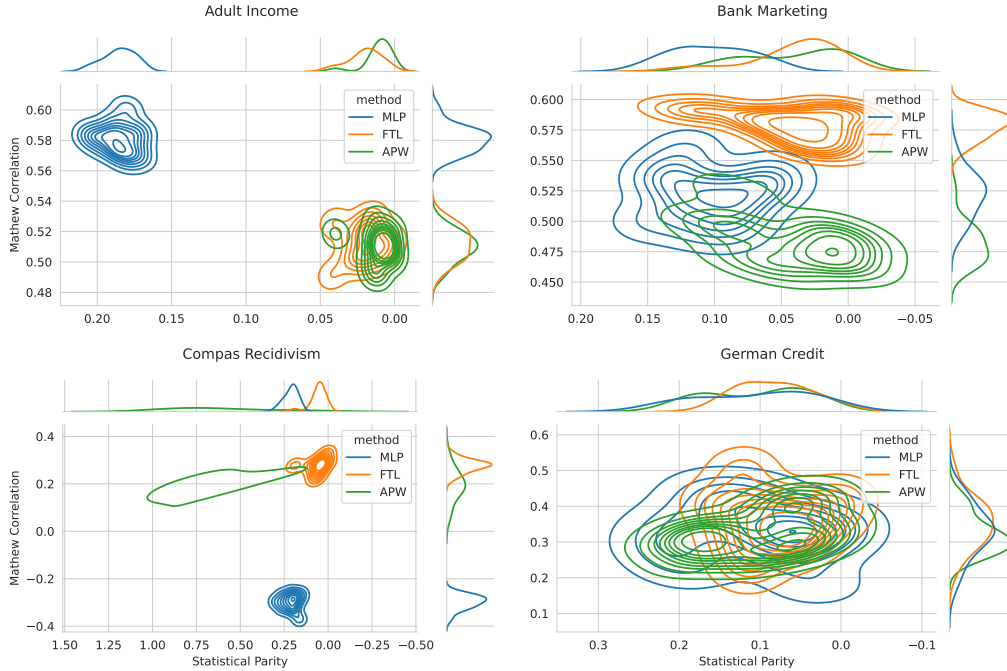 Adult Income
Mathew Correlation
0.60
0.58
0.56
0.54
0.52
0.50
0.48
0.20
0.15
0.10
0.05
0.00
method
MLP
FTL
APW
Bank Marketing
0.600
0.575
0.550
0.525
0.500
0.475
0.450
0.20
0.15
0.10
0.05
0.00
−0.05
method
MLP
FTL
APW
Compas Recidivism
Mathew Correlation
0.4
0.2
0.0
−0.2
−0.4
1.50
1.25
1.00
0.75
0.50
0.25
0.00
−0.25
−0.50
Statistical Parity
method
MLP
FTL
APW
German Credit
0.6
0.5
0.4
0.3
0.2
0.1
0.3
0.2
0.1
0.0
−0.1
Statistical Parity
method
MLP
FTL
APW